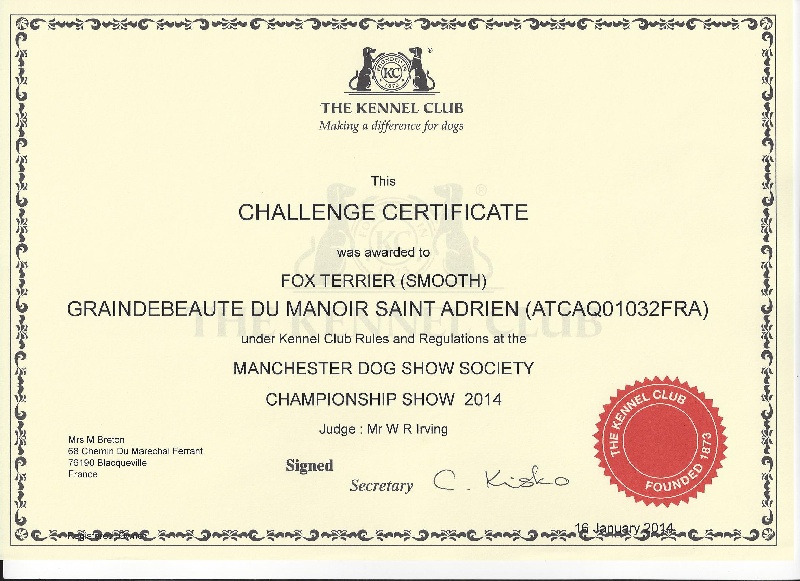 KC
THE KENNEL CLUB
Making a difference for dogs
This
CHALLENGE CERTIFICATE
was awarded to
FOX TERRIER (SMOOTH)
GRAINDEBEAUTE DU MANOIR SAINT ADRIEN (ATCAQ01032FRA)
under Kennel Club Rules and Regulations at the
MANCHESTER DOG SHOW SOCIETY
CHAMPIONSHIP SHOW 2014
Judge : Mr W R Irving
Mrs M Breton
68 Chemin Du Marechal Ferrant
76190 Blacqueville
France
Signed
Secretary C. Kisko
THE KENNEL CLUB
FOUNDED 1873
16 January 2014